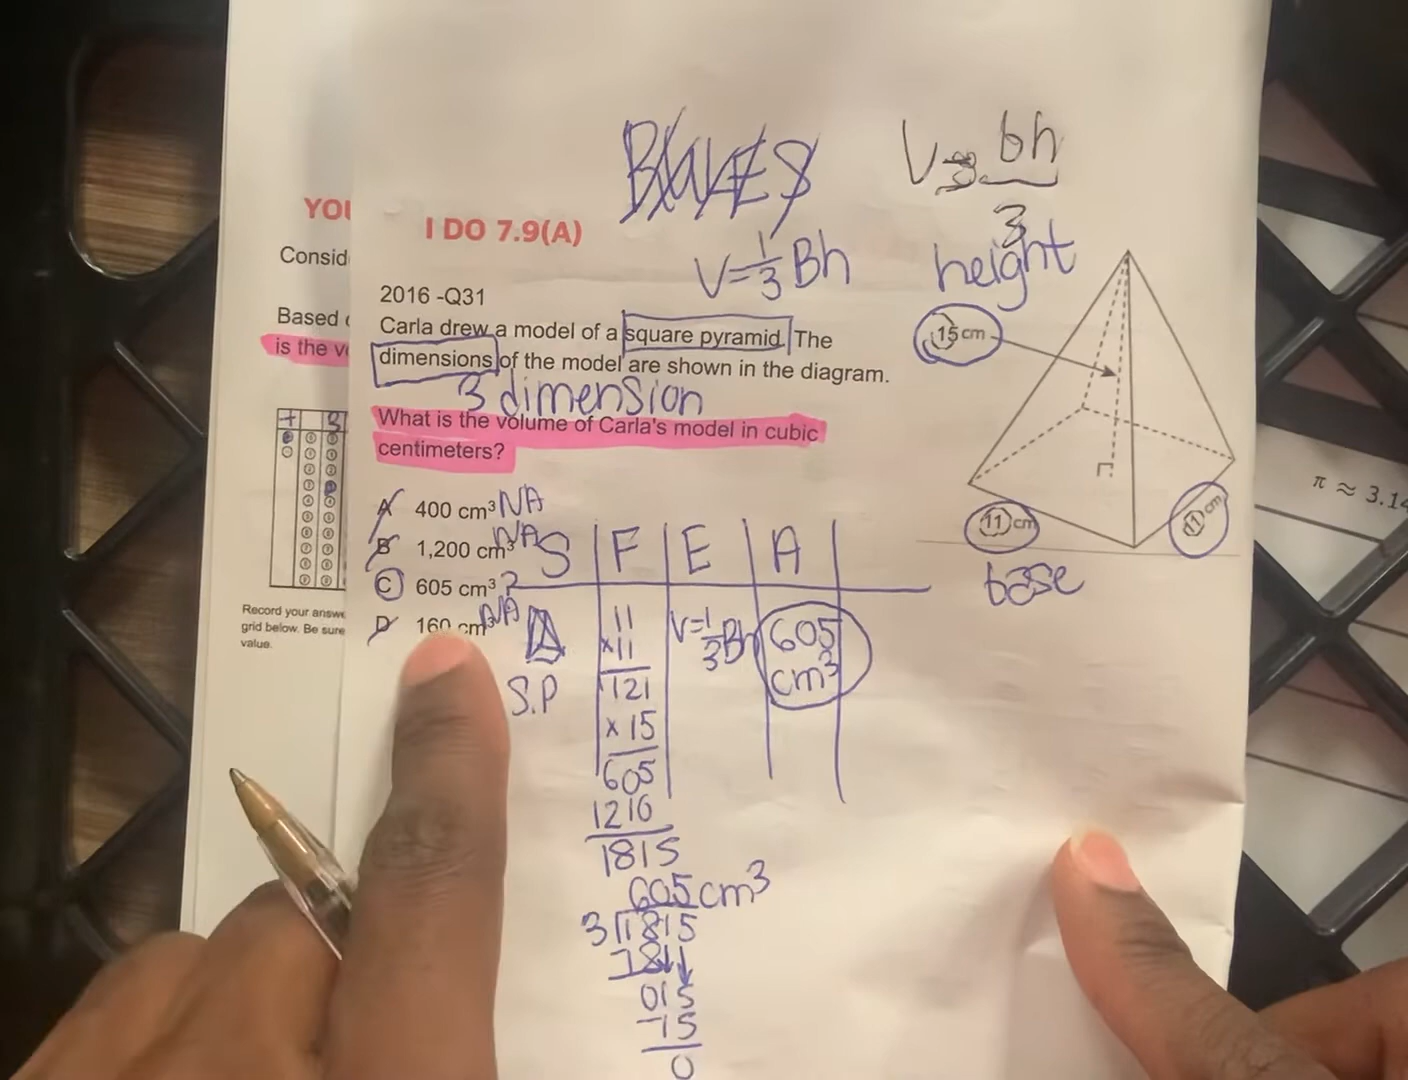 V = bh
3
height
V=1/3 Bh
YOU
I DO 7.9(A)
Consid
2016 -Q31
Based
Carla drew a model of a square pyramid. The
is the v
dimensions of the model are shown in the diagram.
15 cm
3 dimension
What is the volume of Carla's model in cubic
centimeters?
π ≈ 3.14
A 400 cm³ NA
B 1,200 cm³ NA
C 605 cm³ ?
D 160 cm³ NA
11 cm
11 cm
base
S F E A
11
x11
121
x 15
605
1210
1815
V=1/3 Bh
605
cm³
S.P
605 cm³
3 1815
18
015
-15
0
Record your answe
grid below. Be sure
value.